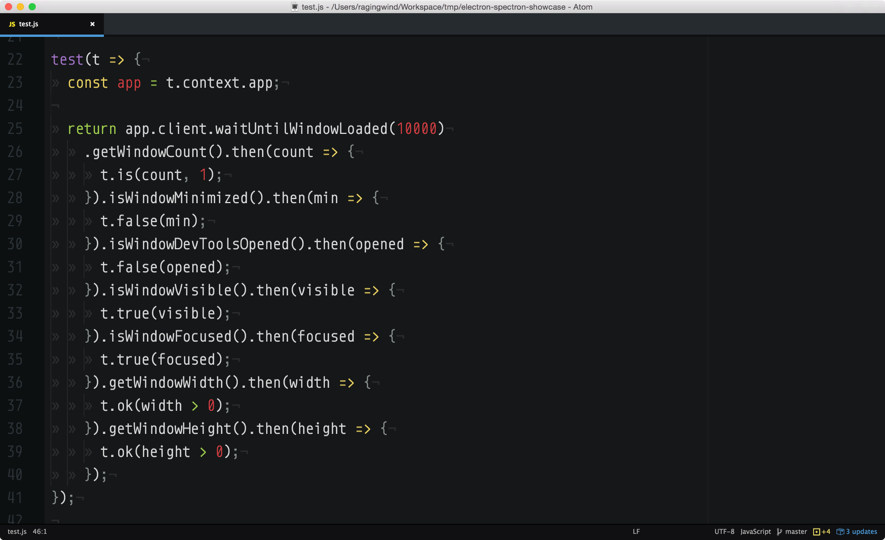 test.js - /Users/ragingwind/Workspace/tmp/electron-spectron-showcase - Atom
JS test.js ×
21
22 test(t => {¬
23 » const app = t.context.app;¬
24 ¬
25 » return app.client.waitUntilWindowLoaded(10000)¬
26 » » .getWindowCount().then(count => {¬
27 » » » t.is(count, 1);¬
28 » » }).isWindowMinimized().then(min => {¬
29 » » » t.false(min);¬
30 » » }).isWindowDevToolsOpened().then(opened => {¬
31 » » » t.false(opened);¬
32 » » }).isWindowVisible().then(visible => {¬
33 » » » t.true(visible);¬
34 » » }).isWindowFocused().then(focused => {¬
35 » » » t.true(focused);¬
36 » » }).getWindowWidth().then(width => {¬
37 » » » t.ok(width > 0);¬
38 » » }).getWindowHeight().then(height => {¬
39 » » » t.ok(height > 0);¬
40 » » });¬
41 });¬
42 ¬
test.js 46:1 LF UTF-8 JavaScript master +4 3 updates